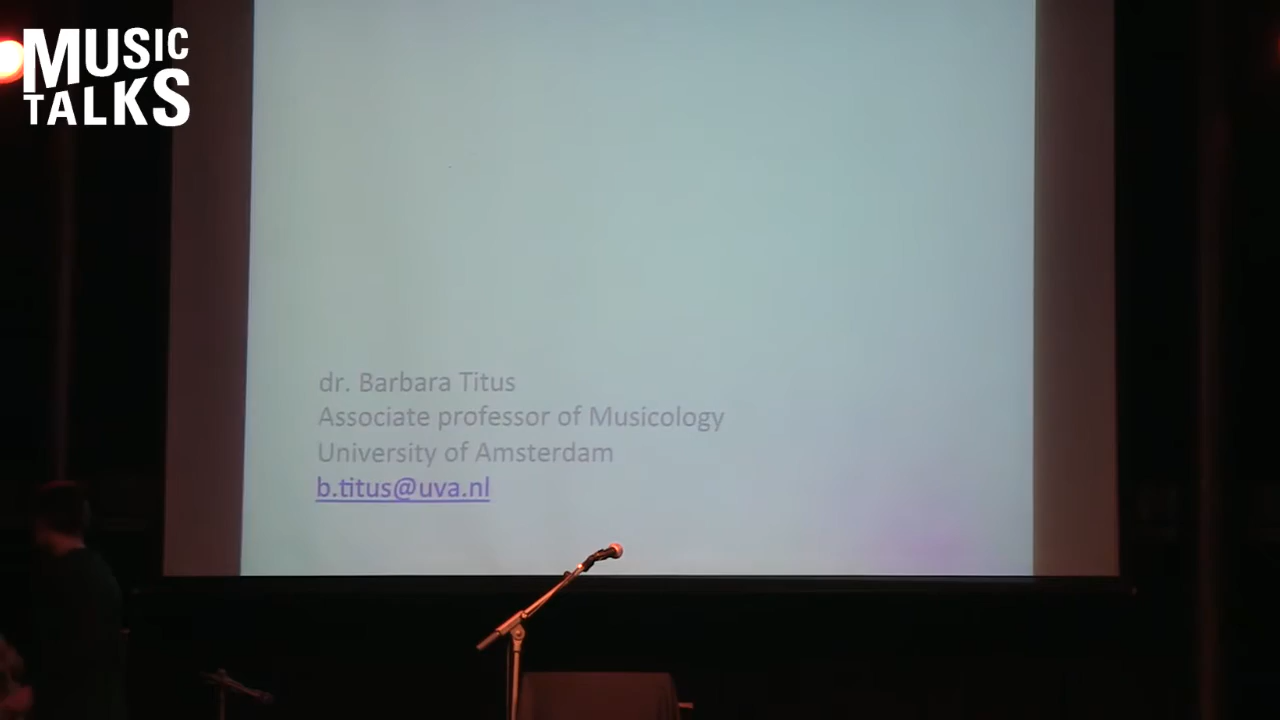 MUSIC
TALKS
dr. Barbara Titus
Associate professor of Musicology
University of Amsterdam
b.titus@uva.nl